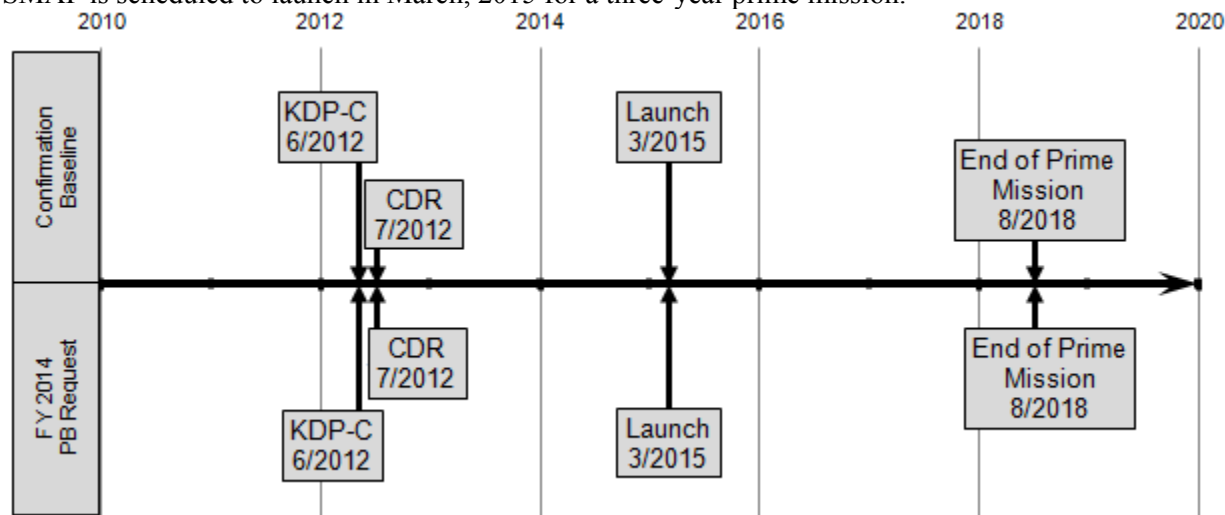 SMAP is scheduled to launch in March, 2015 for a three-year prime mission.
2010 2012 2014 2016 2018 2020
Confirmation
Baseline
KDP-C
6/2012
CDR
7/2012
Launch
3/2015
End of Prime
Mission
8/2018
FY 2014
PB Request
KDP-C
6/2012
CDR
7/2012
Launch
3/2015
End of Prime
Mission
8/2018